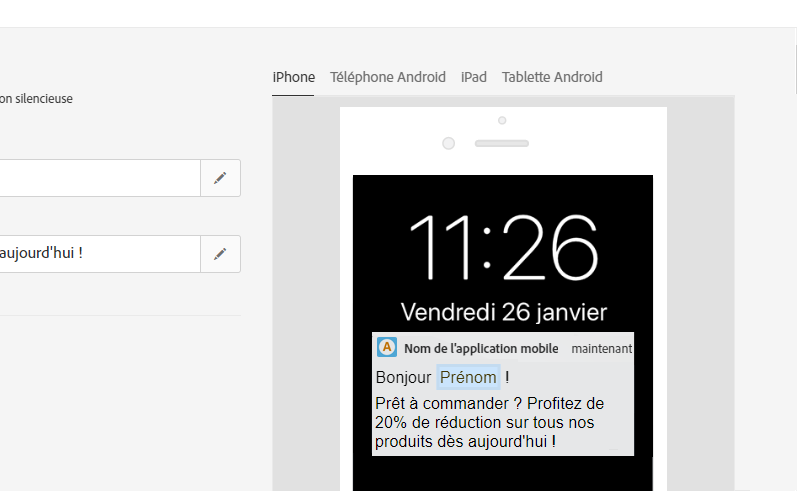 iPhone Téléphone Android iPad Tablette Android
on silencieuse
aujourd'hui !
11:26
Vendredi 26 janvier
A Nom de l'application mobile maintenant
Bonjour Prénom !
Prêt à commander ? Profitez de
20% de réduction sur tous nos
produits dès aujourd'hui !